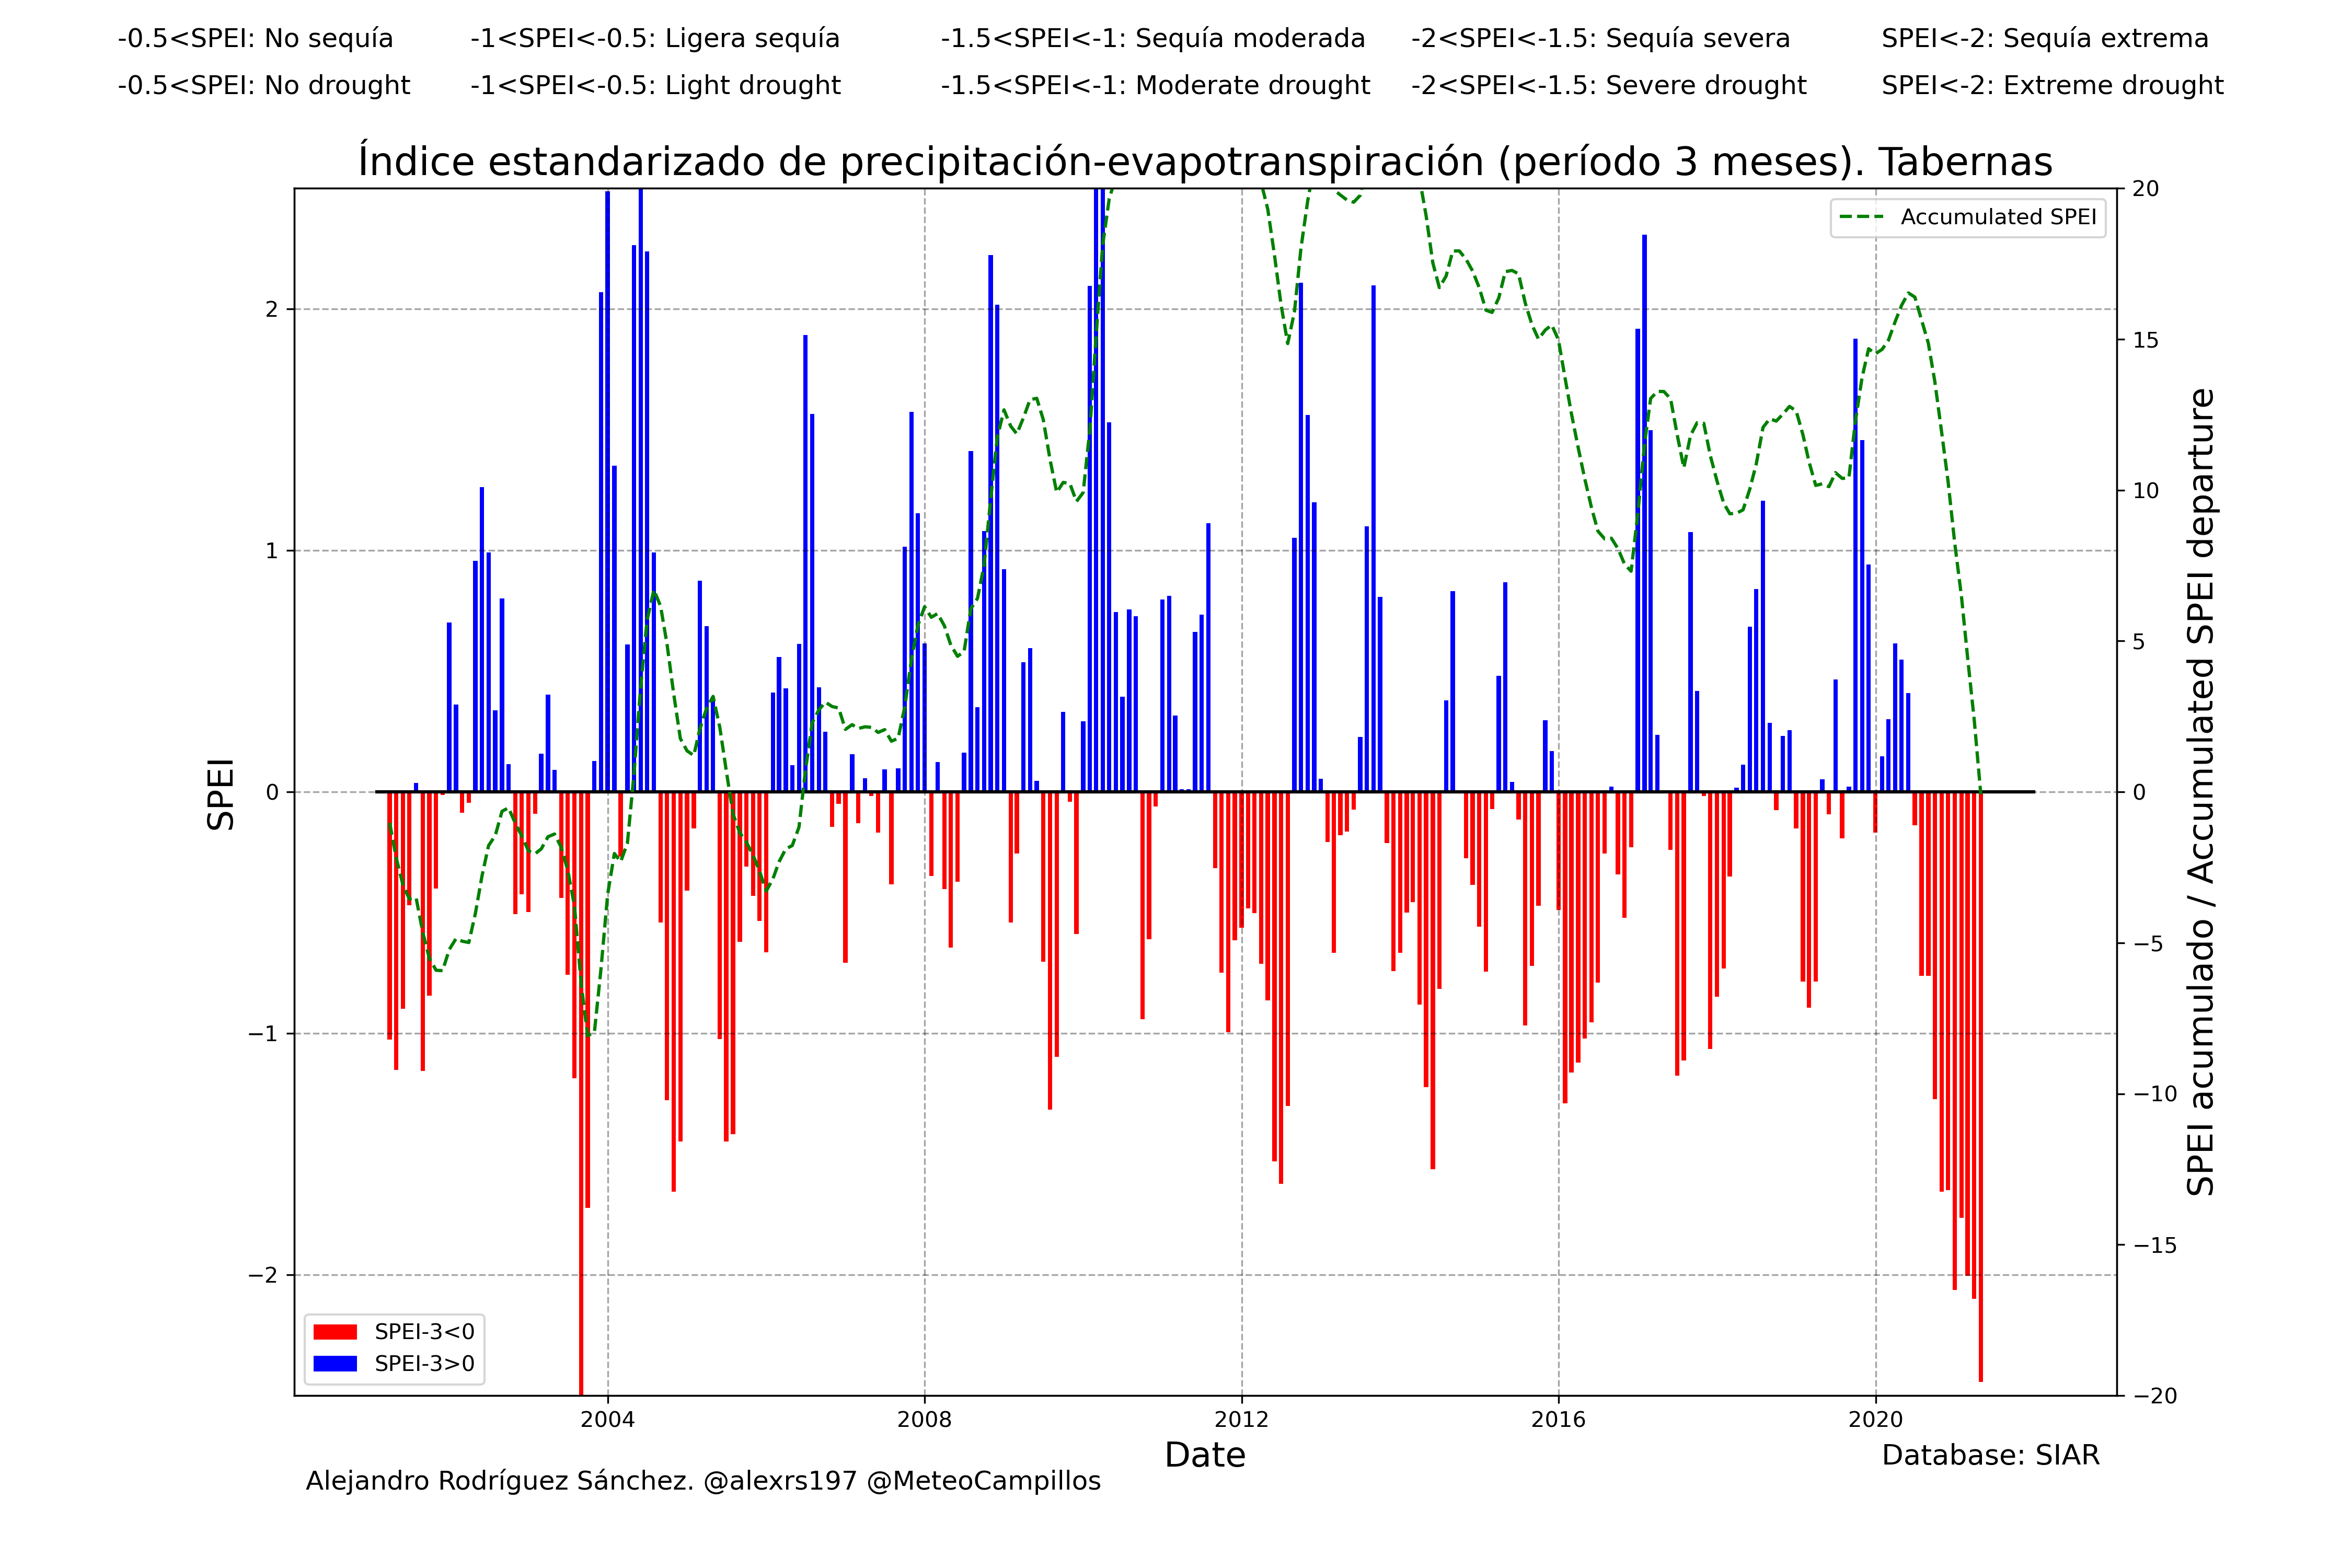 -0.5<SPEI: No sequía -1<SPEI<-0.5: Ligera sequía -1.5<SPEI<-1: Sequía moderada -2<SPEI<-1.5: Sequía severa SPEI<-2: Sequía extrema
-0.5<SPEI: No drought -1<SPEI<-0.5: Light drought -1.5<SPEI<-1: Moderate drought -2<SPEI<-1.5: Severe drought SPEI<-2: Extreme drought
Índice estandarizado de precipitación-evapotranspiración (período 3 meses). Tabernas
Accumulated SPEI
SPEI
2
1
0
−1
−2
20
15
10
5
0
−5
−10
−15
−20
SPEI acumulado / Accumulated SPEI departure
SPEI-3<0
SPEI-3>0
2004 2008 2012 2016 2020
Date
Database: SIAR
Alejandro Rodríguez Sánchez. @alexrs197 @MeteoCampillos